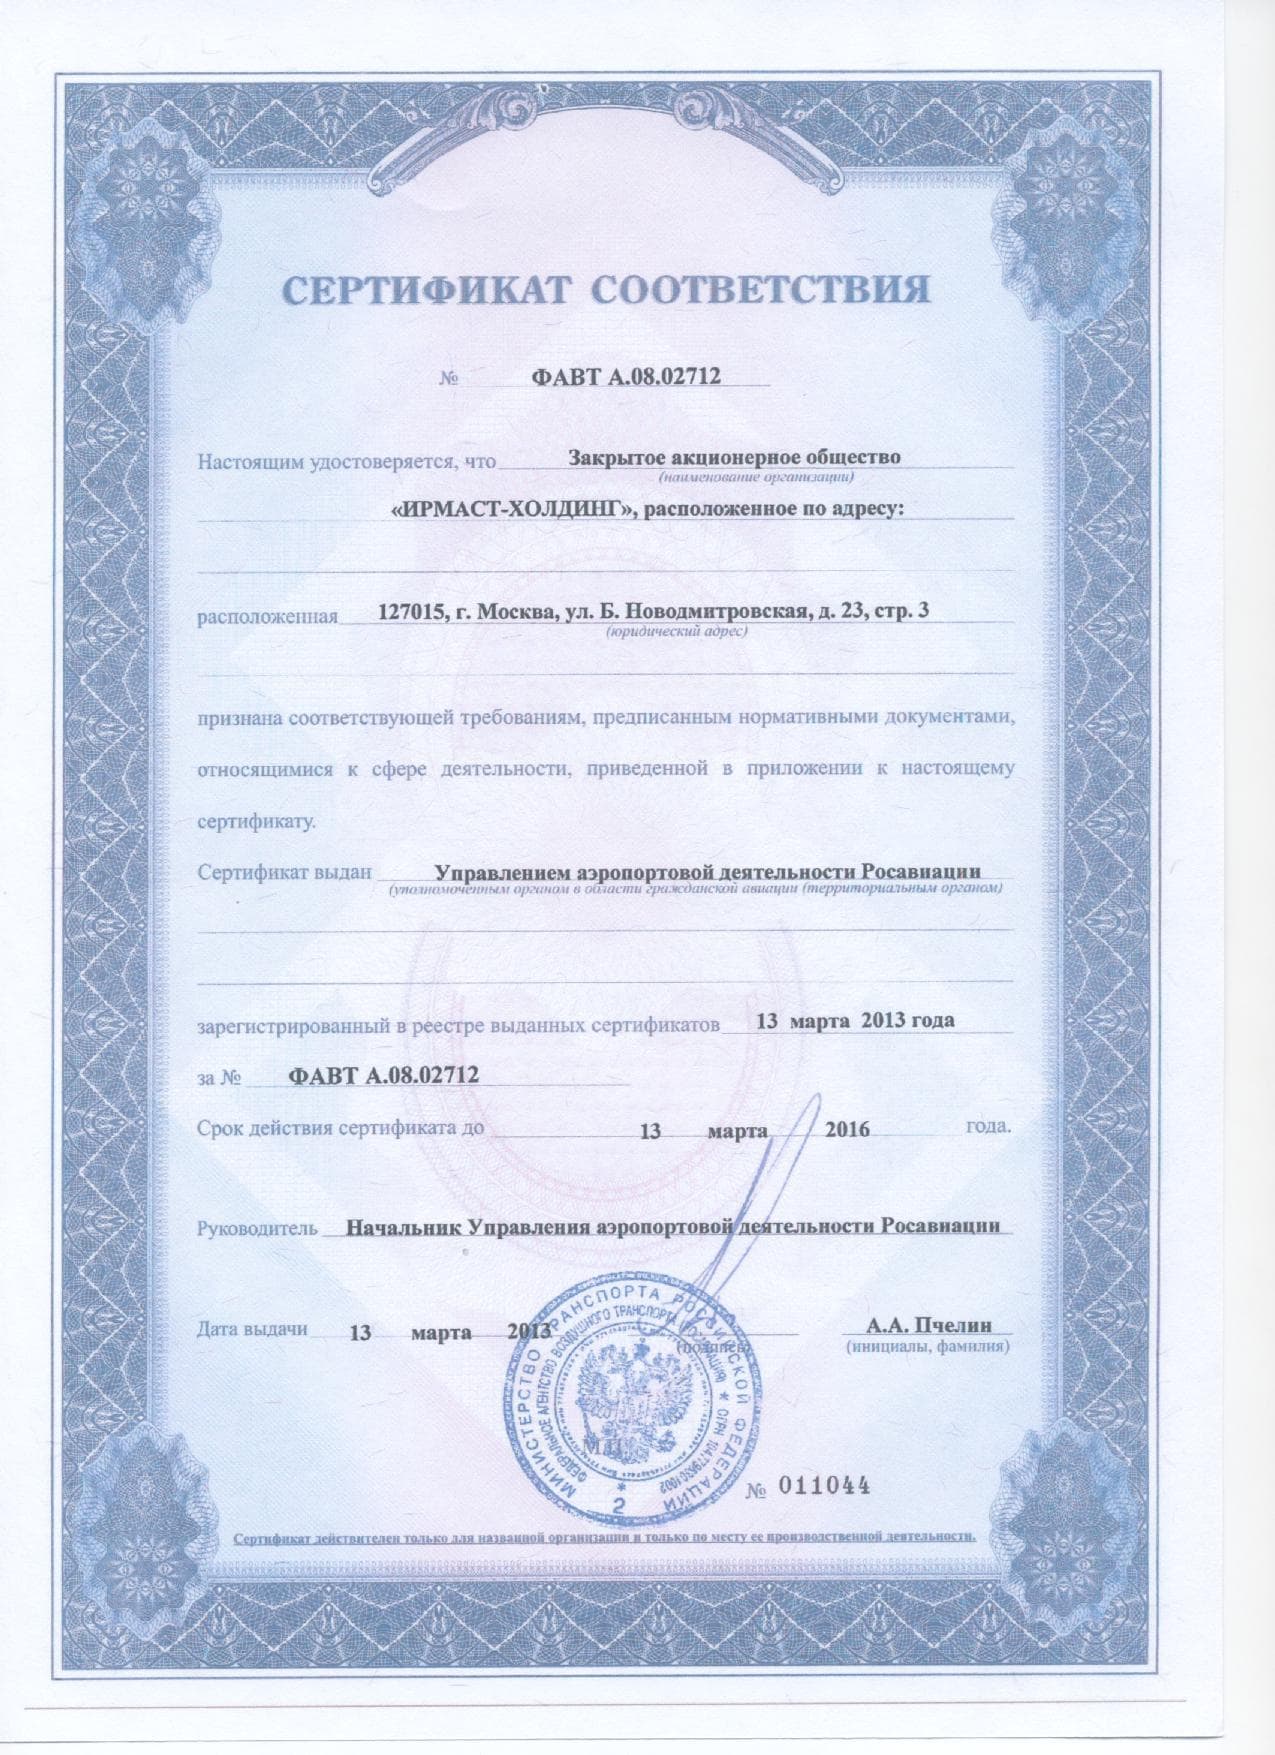 СЕРТИФИКАТ СООТВЕТСТВИЯ
№ ФАВТ А.08.02712
Настоящим удостоверяется, что Закрытое акционерное общество
(наименование организации)
«ИРМАСТ-ХОЛДИНГ», расположенное по адресу:
расположенная 127015, г. Москва, ул. Б. Новодмитровская, д. 23, стр. 3
(юридический адрес)
признана соответствующей требованиям, предписанным нормативными документами,
относящимися к сфере деятельности, приведенной в приложении к настоящему
сертификату.
Сертификат выдан Управлением аэропортовой деятельности Росавиации
(уполномоченным органом в области гражданской авиации (территориальным органом)
зарегистрированный в реестре выданных сертификатов 13 марта 2013 года
за № ФАВТ А.08.02712
Срок действия сертификата до 13 марта 2016 года.
Руководитель Начальник Управления аэропортовой деятельности Росавиации
Дата выдачи 13 марта 2013 А.А. Пчелин
(подпись) (инициалы, фамилия)
МИНИСТЕРСТВО ТРАНСПОРТА РОССИЙСКОЙ ФЕДЕРАЦИИ
ФЕДЕРАЛЬНОЕ АГЕНТСТВО ВОЗДУШНОГО ТРАНСПОРТА (РОСАВИАЦИЯ) * ОГРН
М.П.
* 2
№ 011044
Сертификат действителен только для названной организации и только по месту ее производственной деятельности.